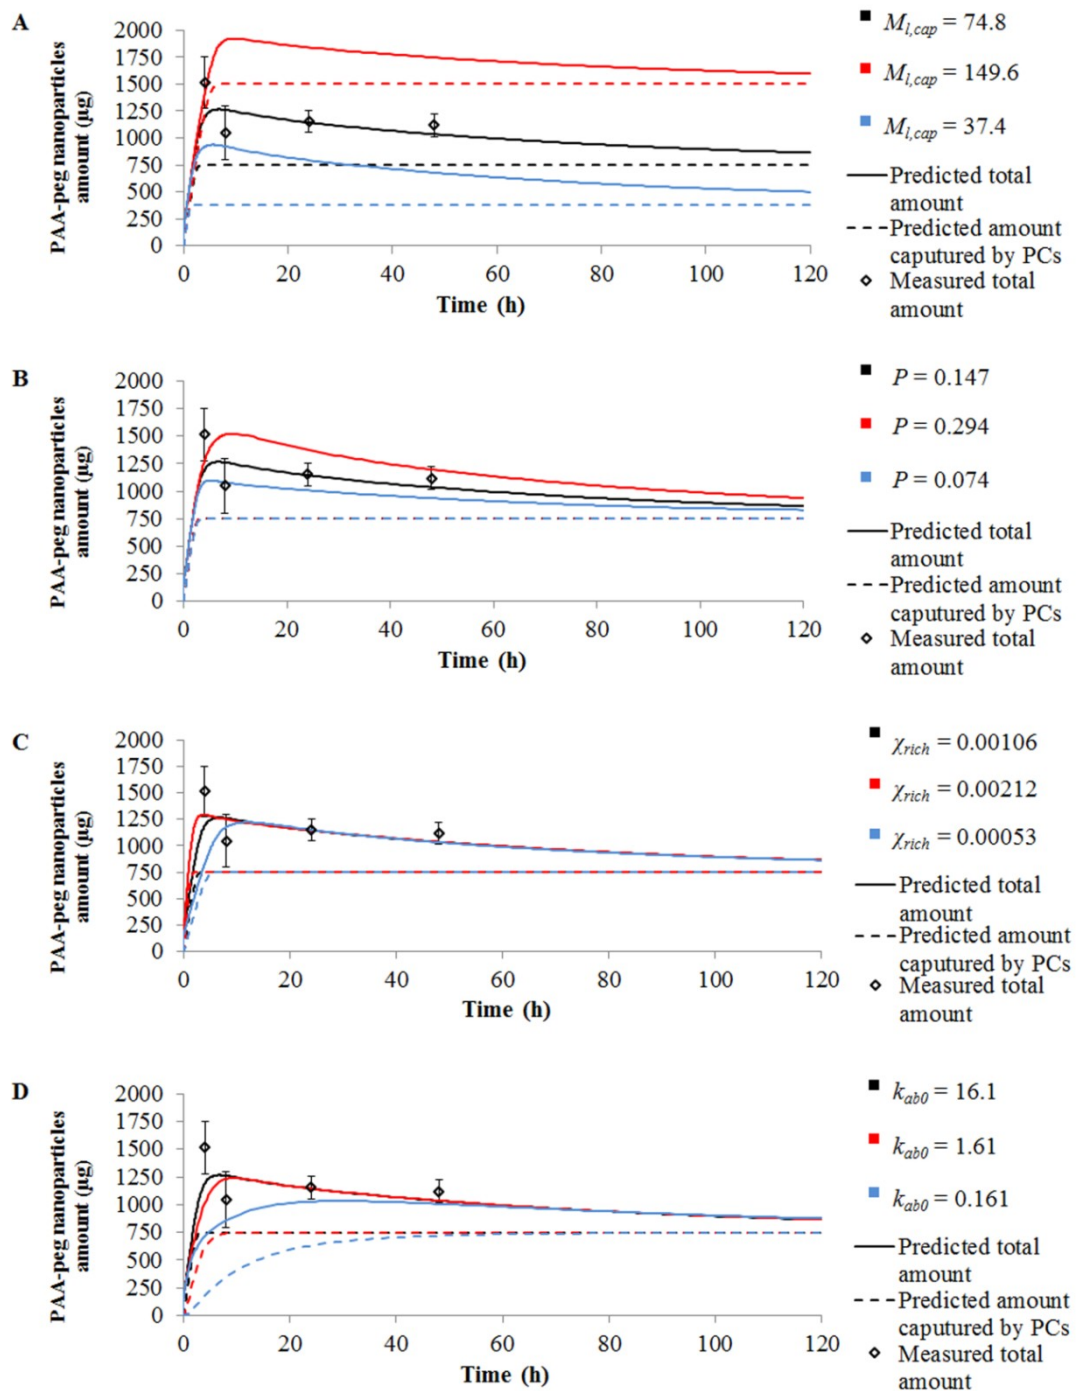 A
PAA-peg nanoparticles
amount (µg)
2000
1750
1500
1250
1000
750
500
250
0
0 20 40 60 80 100 120
Time (h)
M_l,cap = 74.8
M_l,cap = 149.6
M_l,cap = 37.4
Predicted total
amount
Predicted amount
caputured by PCs
Measured total
amount
B
PAA-peg nanoparticles
amount (µg)
2000
1750
1500
1250
1000
750
500
250
0
0 20 40 60 80 100 120
Time (h)
P = 0.147
P = 0.294
P = 0.074
Predicted total
amount
Predicted amount
caputured by PCs
Measured total
amount
C
PAA-peg nanoparticles
amount (µg)
2000
1750
1500
1250
1000
750
500
250
0
0 20 40 60 80 100 120
Time (h)
χ_rich = 0.00106
χ_rich = 0.00212
χ_rich = 0.00053
Predicted total
amount
Predicted amount
caputured by PCs
Measured total
amount
D
PAA-peg nanoparticles
amount (µg)
2000
1750
1500
1250
1000
750
500
250
0
0 20 40 60 80 100 120
Time (h)
k_ab0 = 16.1
k_ab0 = 1.61
k_ab0 = 0.161
Predicted total
amount
Predicted amount
caputured by PCs
Measured total
amount